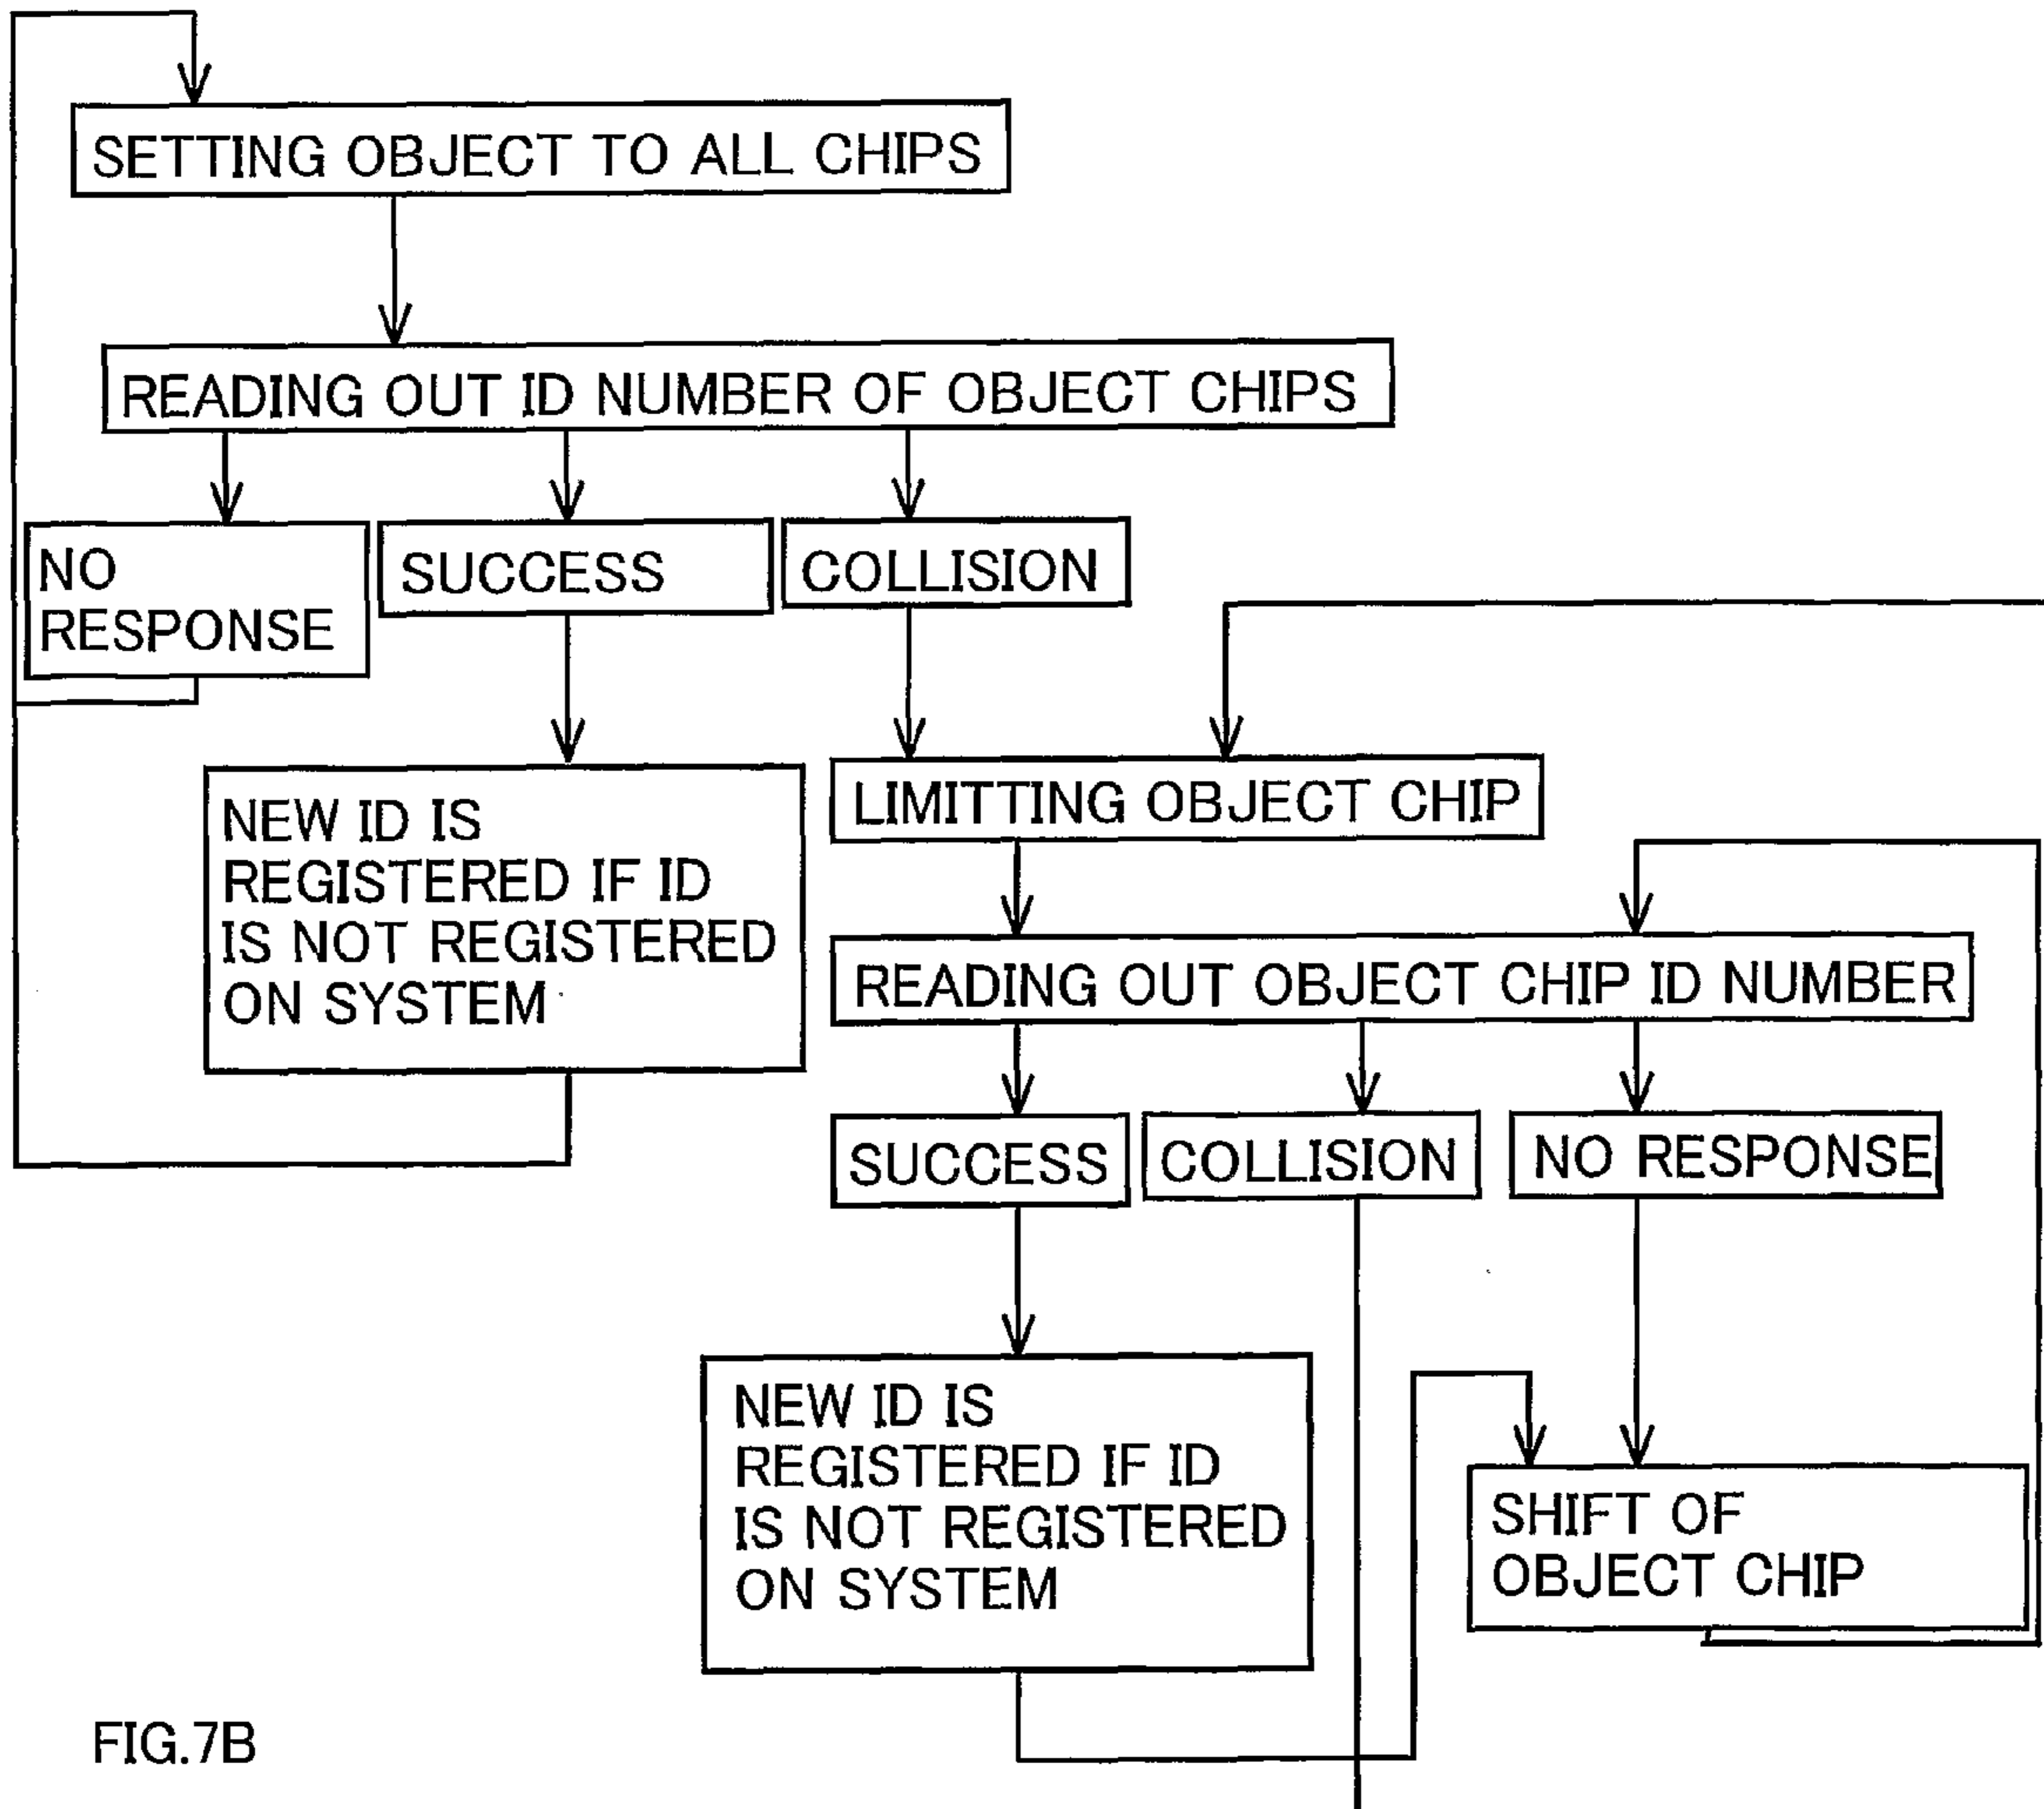 SETTING OBJECT TO ALL CHIPS
READING OUT ID NUMBER OF OBJECT CHIPS
NO
RESPONSE
SUCCESS
COLLISION
NEW ID IS
REGISTERED IF ID
IS NOT REGISTERED
ON SYSTEM
LIMITTING OBJECT CHIP
READING OUT OBJECT CHIP ID NUMBER
SUCCESS
COLLISION
NO RESPONSE
NEW ID IS
REGISTERED IF ID
IS NOT REGISTERED
ON SYSTEM
SHIFT OF
OBJECT CHIP
FIG.7B